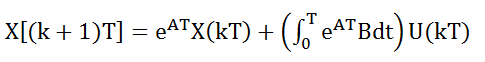 X[(k + 1)T] = e^{AT}X(kT) + (∫_0^T e^{AT}Bdt)U(kT)